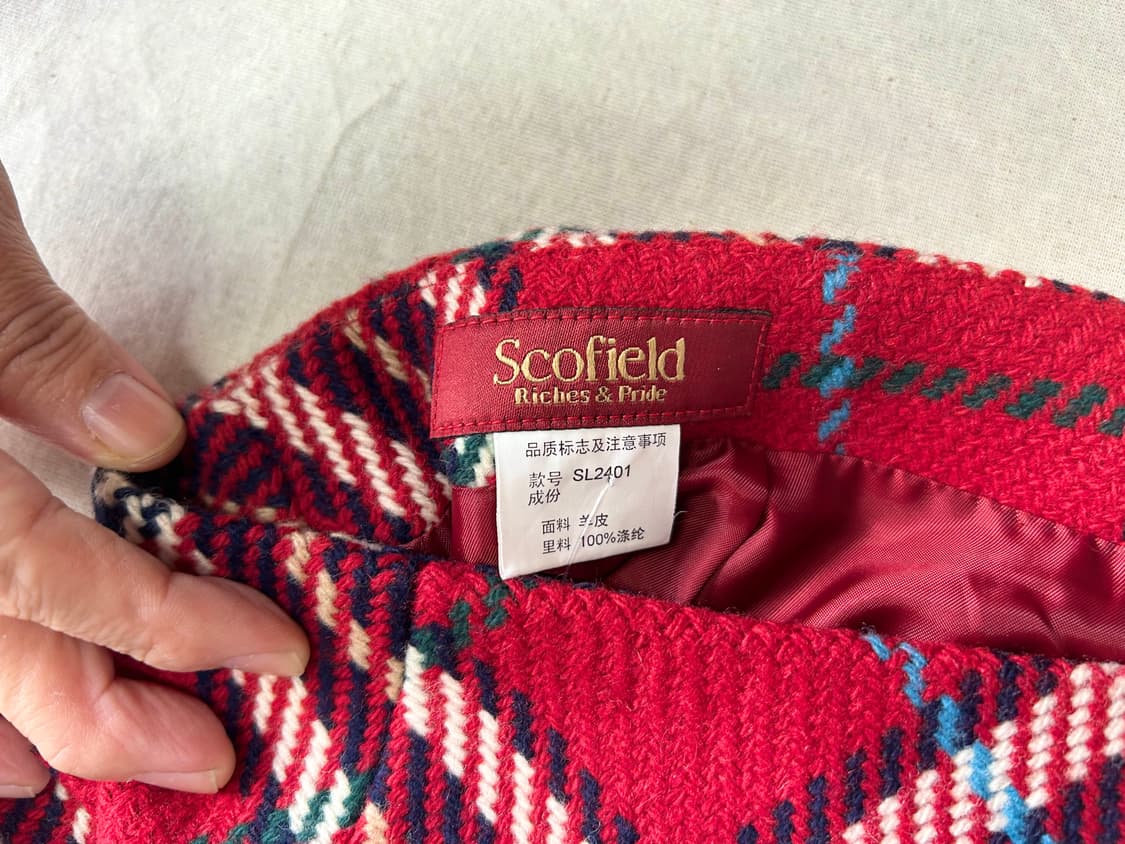 Scofield
Riches & Pride
品质标志及注意事项
款号 SL2401
成份
面料 羊皮
里料 100%涤纶